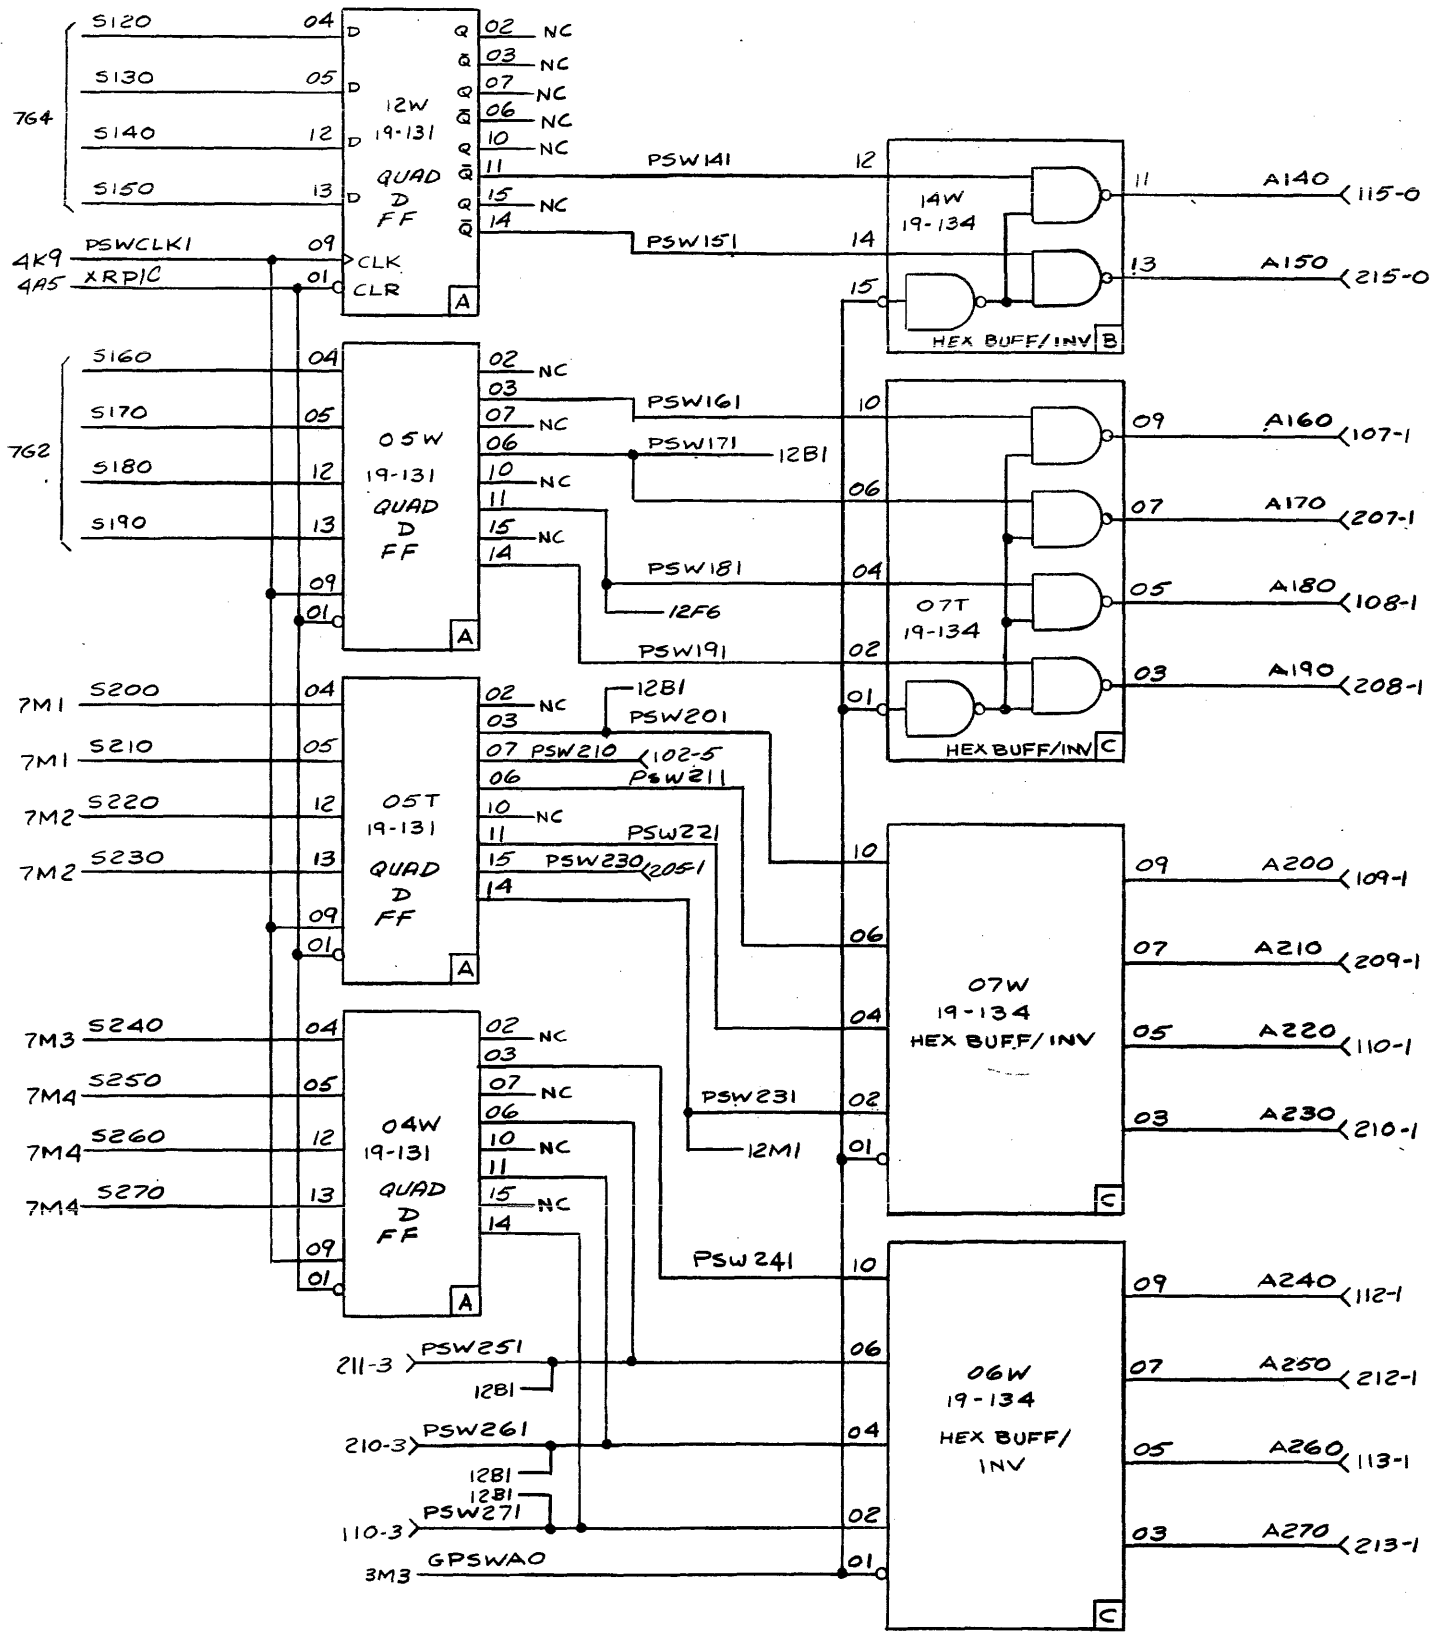 7G4
S120 04
S130 05
S140 12
S150 13
PSWCLK1 09
4K9
XRP1C 01
4A5
D
D
D
D
CLK
CLR
12W
19-131
QUAD
D
FF
A
Q 02 NC
Q̅ 03 NC
Q 07 NC
Q̅ 06 NC
Q 10 NC
Q̅ 11 PSW141 12
Q 15 NC
Q̅ 14 PSW151 14
15
14W
19-134
HEX BUFF/INV B
11 A140 115-0
13 A150 215-0
7G2
S160 04
S170 05
S180 12
S190 13
09
01
05W
19-131
QUAD
D
FF
A
02 NC
03 PSW161 10
07 NC
06 PSW171 12B1
06
10 NC
11 PSW181 04
15 NC
12F6
14 PSW191 02
01
07T
19-134
HEX BUFF/INV C
09 A160 107-1
07 A170 207-1
05 A180 108-1
03 A190 208-1
7M1 S200 04
7M1 S210 05
7M2 S220 12
7M2 S230 13
09
01
05T
19-131
QUAD
D
FF
A
02 NC
12B1
03 PSW201 10
07 PSW210 102-5
06 PSW211 06
10 NC
11 PSW221 04
15 PSW230 205-1
14
PSW231 02
12M1
01
07W
19-134
HEX BUFF/INV
C
09 A200 109-1
07 A210 209-1
05 A220 110-1
03 A230 210-1
7M3 S240 04
7M4 S250 05
7M4 S260 12
7M4 S270 13
09
01
04W
19-131
QUAD
D
FF
A
02 NC
03
07 NC
06
10 NC
11
15 NC
14
PSW241 10
211-3 PSW251 06
12B1
210-3 PSW261 04
12B1
12B1
110-3 PSW271 02
3M3 GPSWA0 01
06W
19-134
HEX BUFF/
INV
C
09 A240 112-1
07 A250 212-1
05 A260 113-1
03 A270 213-1